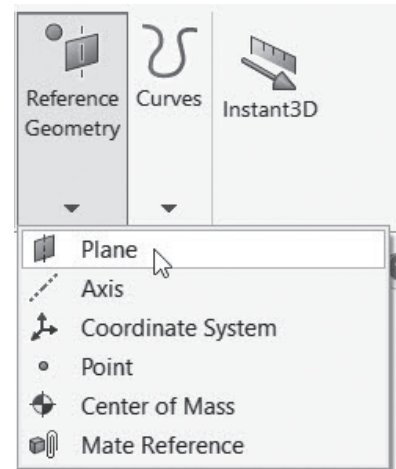 Reference
Geometry
Curves
Instant3D
Plane
Axis
Coordinate System
Point
Center of Mass
Mate Reference